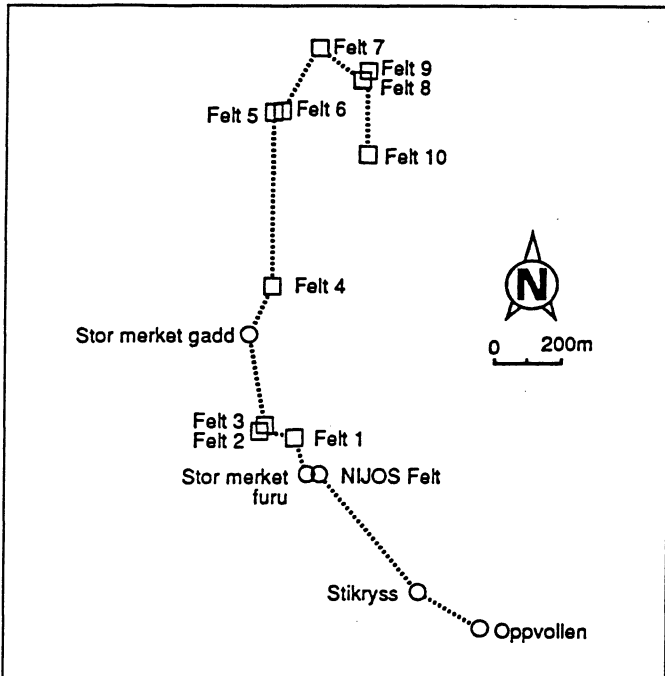 Felt 7
Felt 9
Felt 8
Felt 5
Felt 6
Felt 10
N
Felt 4
0 200m
Stor merket gadd
Felt 3
Felt 2
Felt 1
Stor merket
furu
NIJOS Felt
Stikryss
Oppvollen